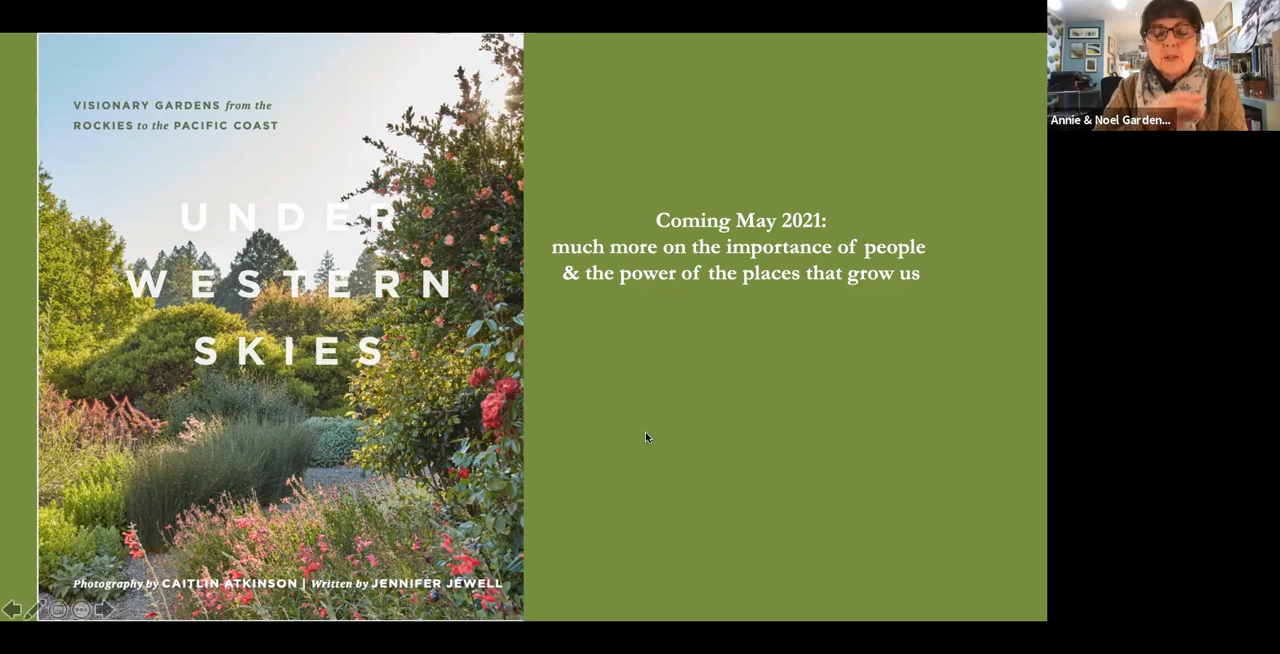 VISIONARY GARDENS from the
ROCKIES to the PACIFIC COAST
UNDER
WESTERN
SKIES
Photography by CAITLIN ATKINSON | Written by JENNIFER JEWELL
Coming May 2021:
much more on the importance of people
& the power of the places that grow us
Annie & Noel Garden...